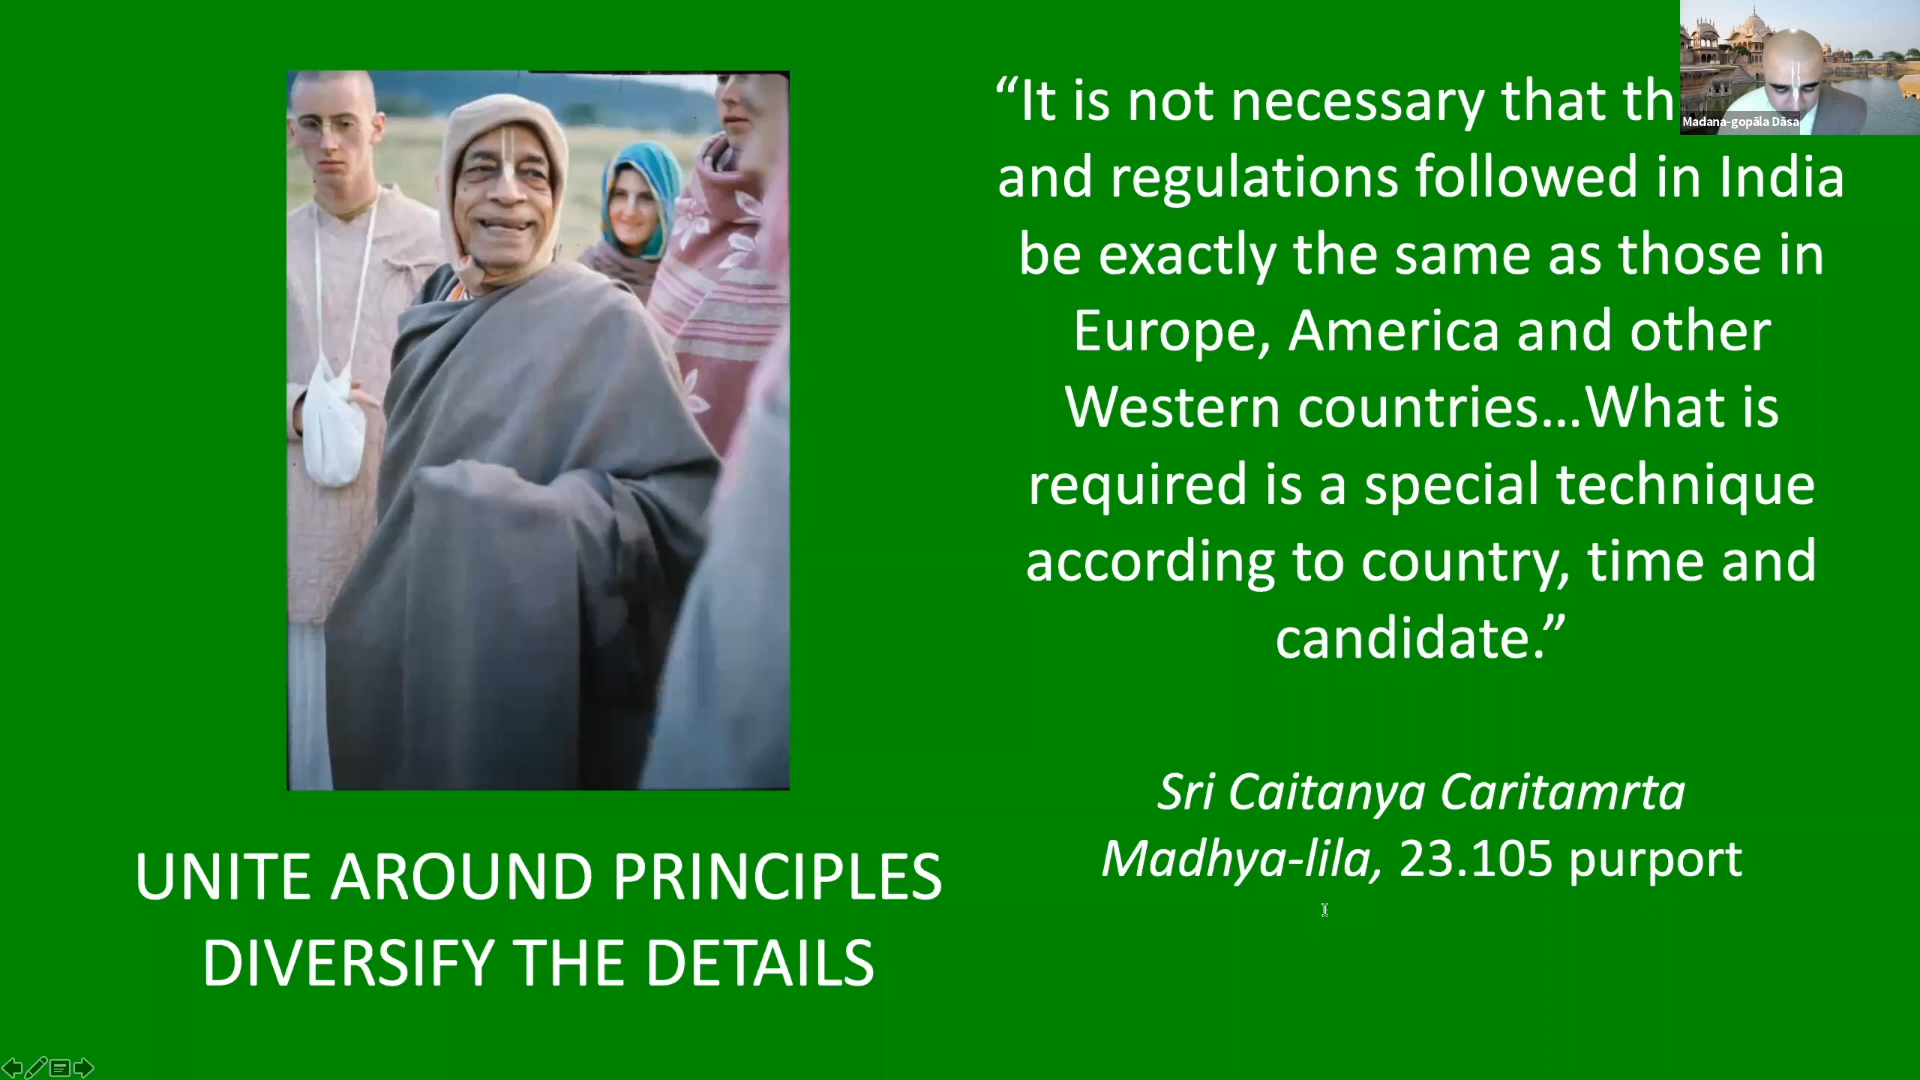 “It is not necessary that th
and regulations followed in India
be exactly the same as those in
Europe, America and other
Western countries…What is
required is a special technique
according to country, time and
candidate.”
Sri Caitanya Caritamrta
Madhya-lila, 23.105 purport
UNITE AROUND PRINCIPLES
DIVERSIFY THE DETAILS
Madana-gopāla Dāsa